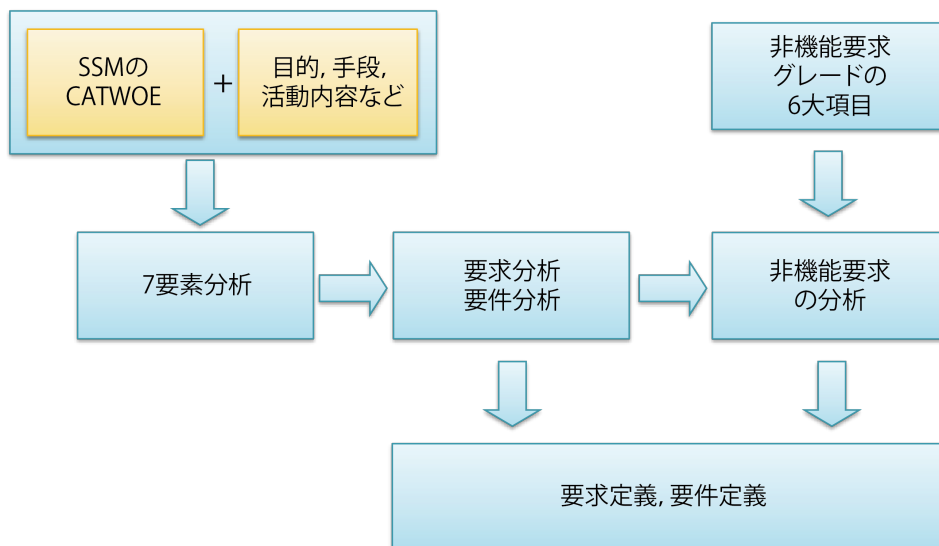 SSMの
CATWOE
+
目的, 手段,
活動内容など
非機能要求
グレードの
6大項目
7要素分析
要求分析
要件分析
非機能要求
の分析
要求定義, 要件定義